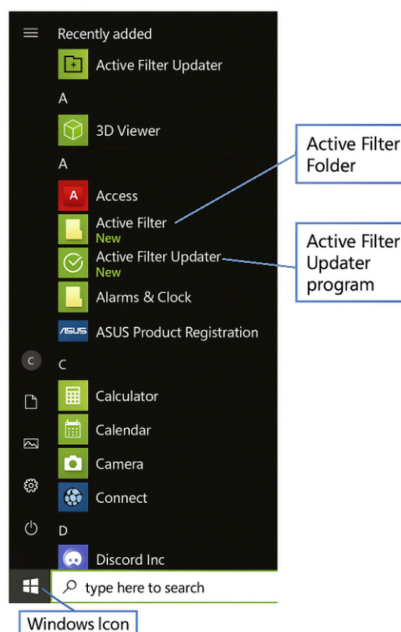 Recently added
Active Filter Updater
A
3D Viewer
A
A Access
Active Filter
New
Active Filter Updater
New
Alarms & Clock
ASUS ASUS Product Registration
C C
Calculator
Calendar
Camera
Connect
D
Discord Inc
type here to search
Active Filter
Folder
Active Filter
Updater
program
Windows Icon